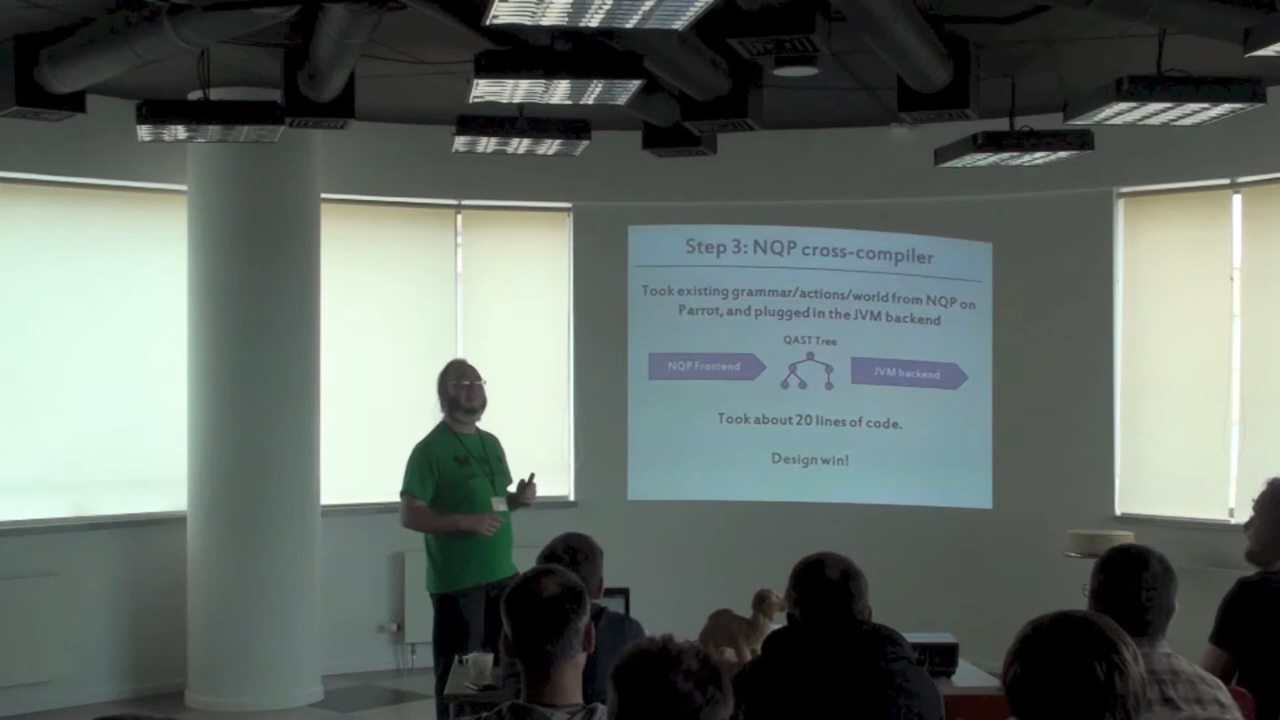 Step 3: NQP cross-compiler
Took existing grammar/actions/world from NQP on
Parrot, and plugged in the JVM backend
QAST Tree
NQP Frontend
JVM backend
Took about 20 lines of code.
Design win!